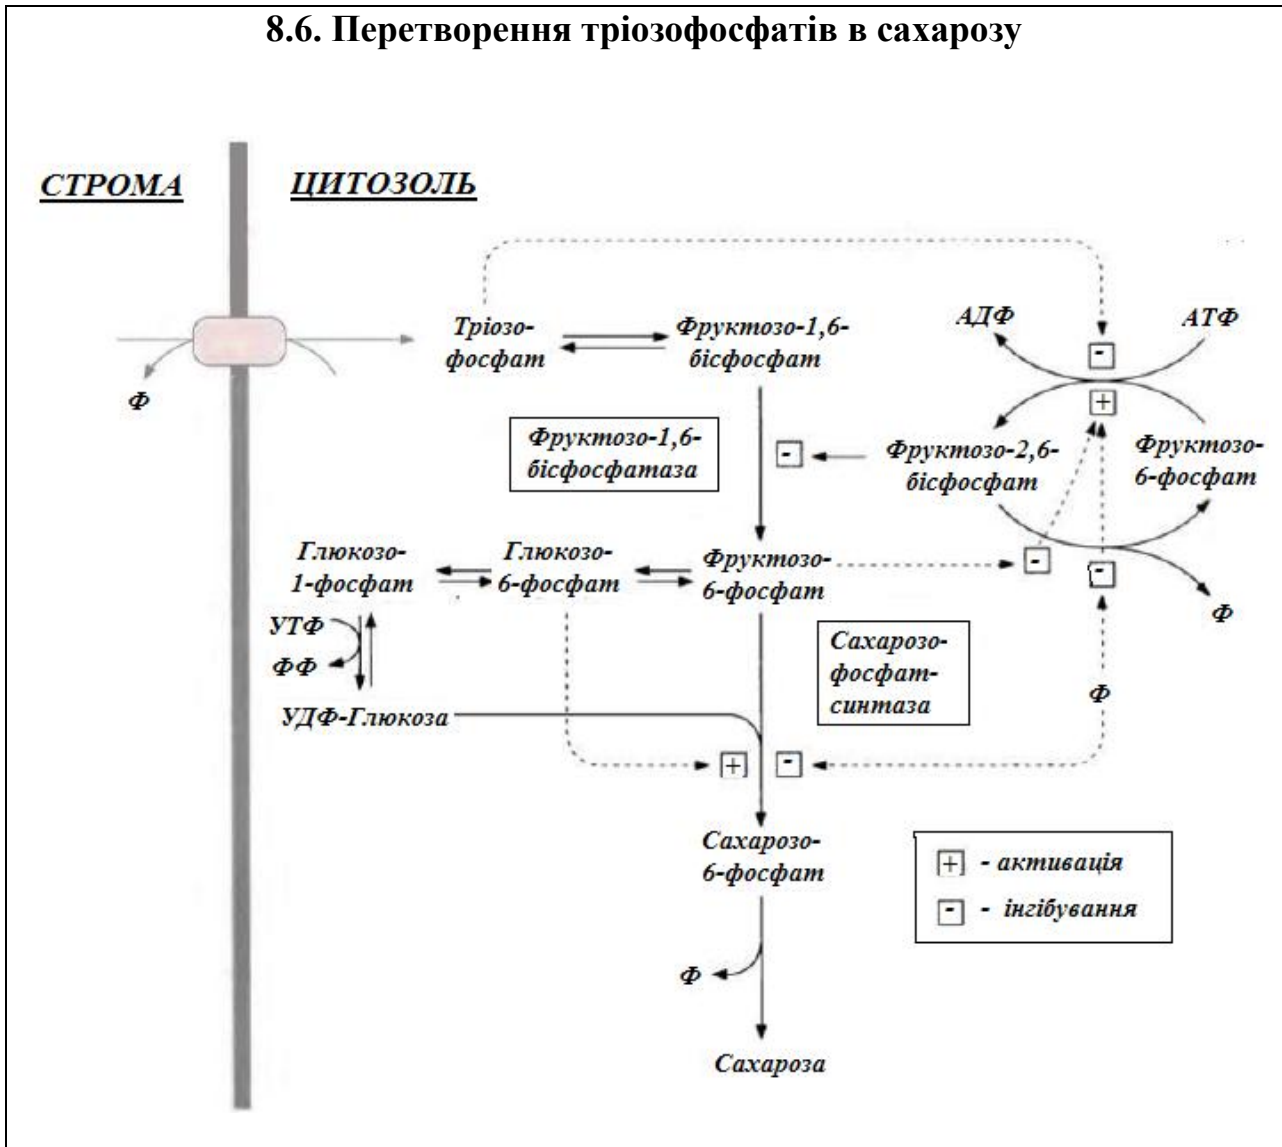 8.6. Перетворення тріозофосфатів в сахарозу
СТРОМА
ЦИТОЗОЛЬ
Тріозо-
фосфат
Фруктозо-1,6-
бісфосфат
АДФ
АТФ
-
+
Ф
Фруктозо-1,6-
бісфосфатаза
-
Фруктозо-2,6-
бісфосфат
Фруктозо-
6-фосфат
Глюкозо-
1-фосфат
Глюкозо-
6-фосфат
Фруктозо-
6-фосфат
-
-
Ф
УТФ
ФФ
УДФ-Глюкоза
Сахарозо-
фосфат-
синтаза
Ф
+
-
Сахарозо-
6-фосфат
+ - активація
- - інгібування
Ф
Сахароза